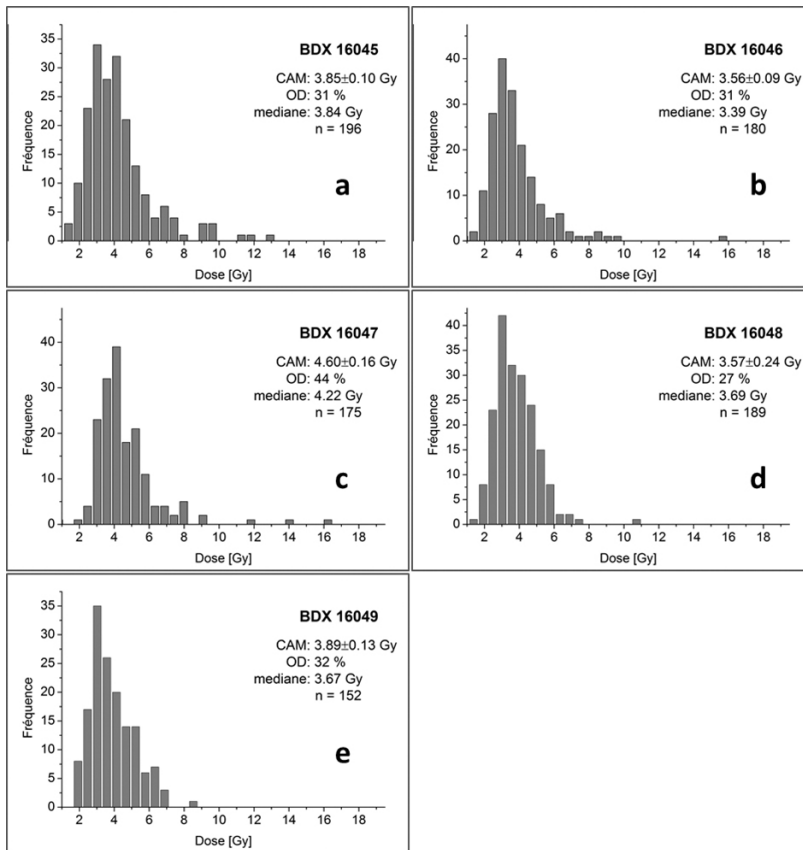 BDX 16045
CAM: 3.85±0.10 Gy
OD: 31 %
mediane: 3.84 Gy
n = 196
a
Fréquence
35
30
25
20
15
10
5
0
2 4 6 8 10 12 14 16 18
Dose [Gy]
BDX 16046
CAM: 3.56±0.09 Gy
OD: 31 %
mediane: 3.39 Gy
n = 180
b
Fréquence
40
30
20
10
0
2 4 6 8 10 12 14 16 18
Dose [Gy]
BDX 16047
CAM: 4.60±0.16 Gy
OD: 44 %
mediane: 4.22 Gy
n = 175
c
Fréquence
40
30
20
10
0
2 4 6 8 10 12 14 16 18
Dose [Gy]
BDX 16048
CAM: 3.57±0.24 Gy
OD: 27 %
mediane: 3.69 Gy
n = 189
d
Fréquence
40
35
30
25
20
15
10
5
0
2 4 6 8 10 12 14 16 18
Dose [Gy]
BDX 16049
CAM: 3.89±0.13 Gy
OD: 32 %
mediane: 3.67 Gy
n = 152
e
Fréquence
35
30
25
20
15
10
5
0
2 4 6 8 10 12 14 16 18
Dose [Gy]